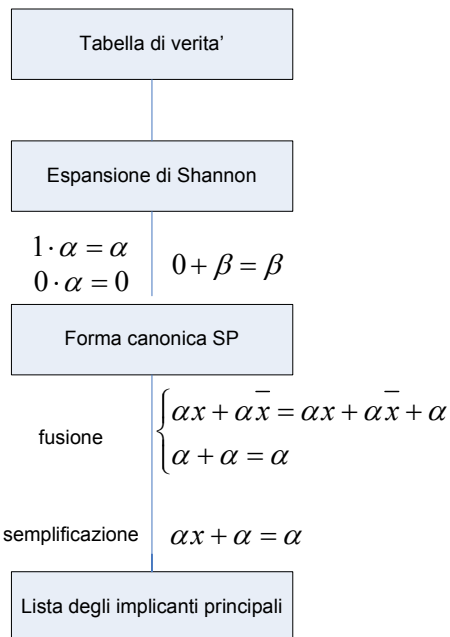 Tabella di verita’
Espansione di Shannon
1·α = α
0·α = 0
0 + β = β
Forma canonica SP
fusione
αx + αx̅ = αx + αx̅ + α
α + α = α
semplificazione
αx + α = α
Lista degli implicanti principali